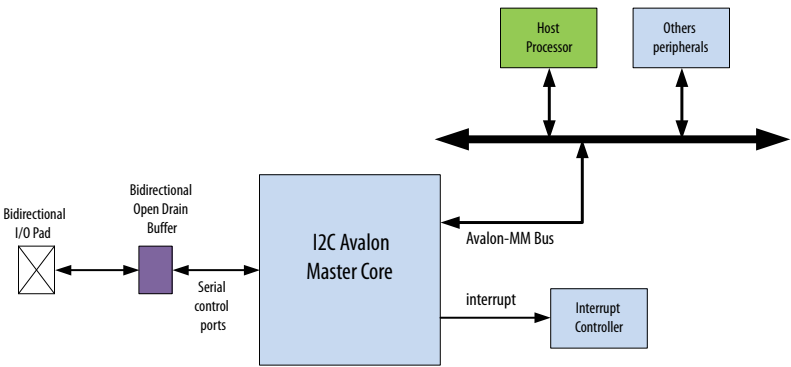 Host
Processor
Others
peripherals
Bidirectional
I/O Pad
Bidirectional
Open Drain
Buffer
Serial
control
ports
I2C Avalon
Master Core
Avalon-MM Bus
interrupt
Interrupt
Controller